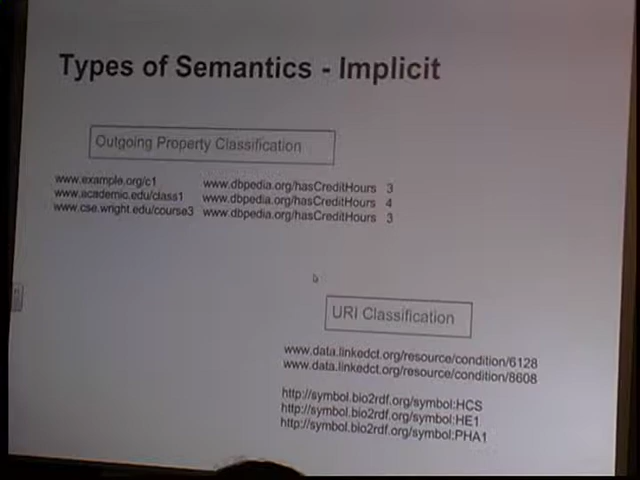 Types of Semantics - Implicit
Outgoing Property Classification
www.example.org/c1 www.dbpedia.org/hasCreditHours 3
www.academic.edu/class1 www.dbpedia.org/hasCreditHours 4
www.cse.wright.edu/course3 www.dbpedia.org/hasCreditHours 3
URI Classification
www.data.linkedct.org/resource/condition/6128
www.data.linkedct.org/resource/condition/8608
http://symbol.bio2rdf.org/symbol:HCS
http://symbol.bio2rdf.org/symbol:HE1
http://symbol.bio2rdf.org/symbol:PHA1